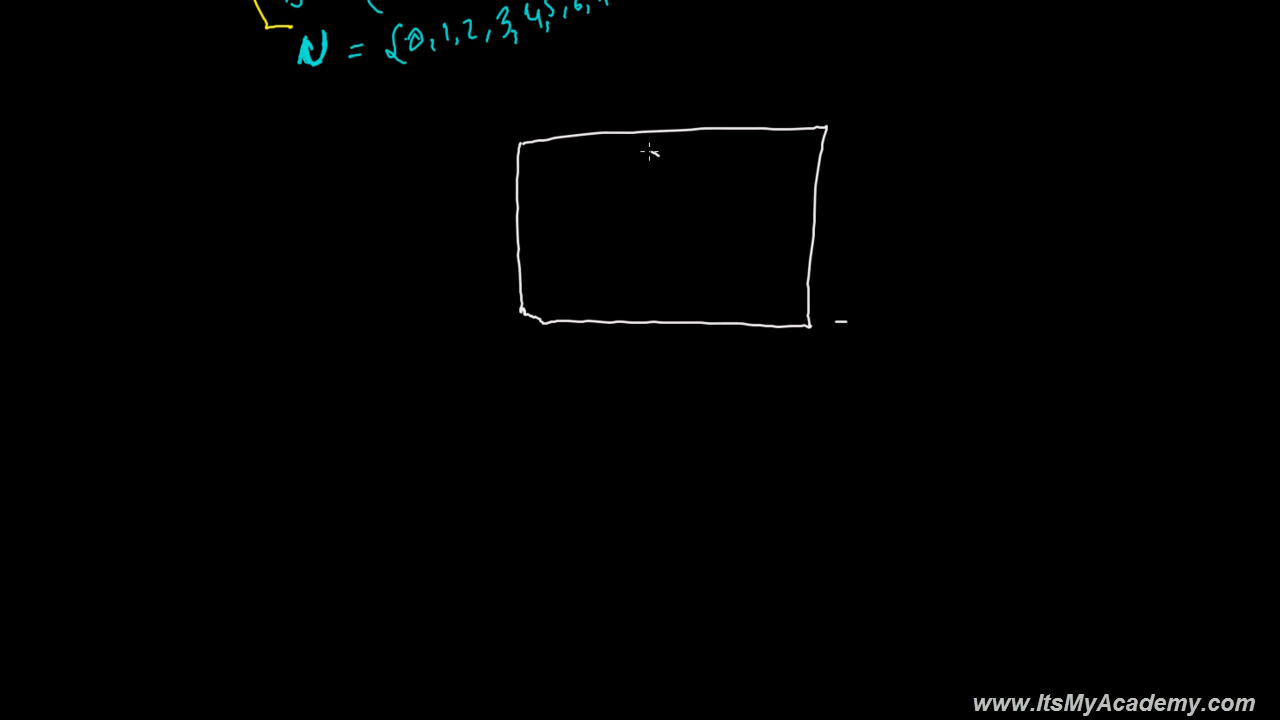 N = {0, 1, 2, 3, 4, 5, 6,
www.ItsMyAcademy.com